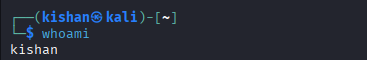 ┌──(kishan㉿kali)-[~]
└─$ whoami
kishan